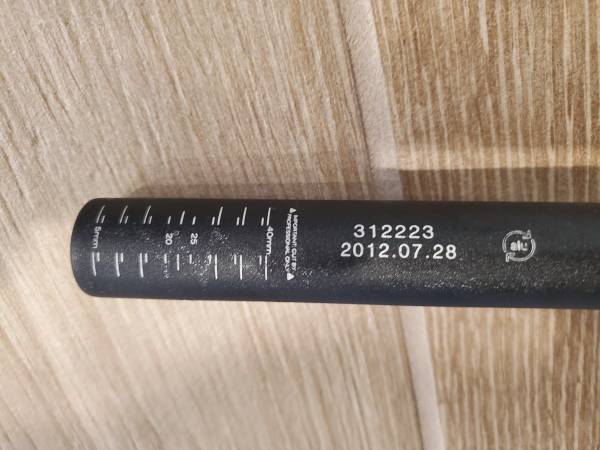 5mm
20
25
40mm
IMPORTANT CUT BY
PROFESSIONAL ONLY
312223
2012.07.28